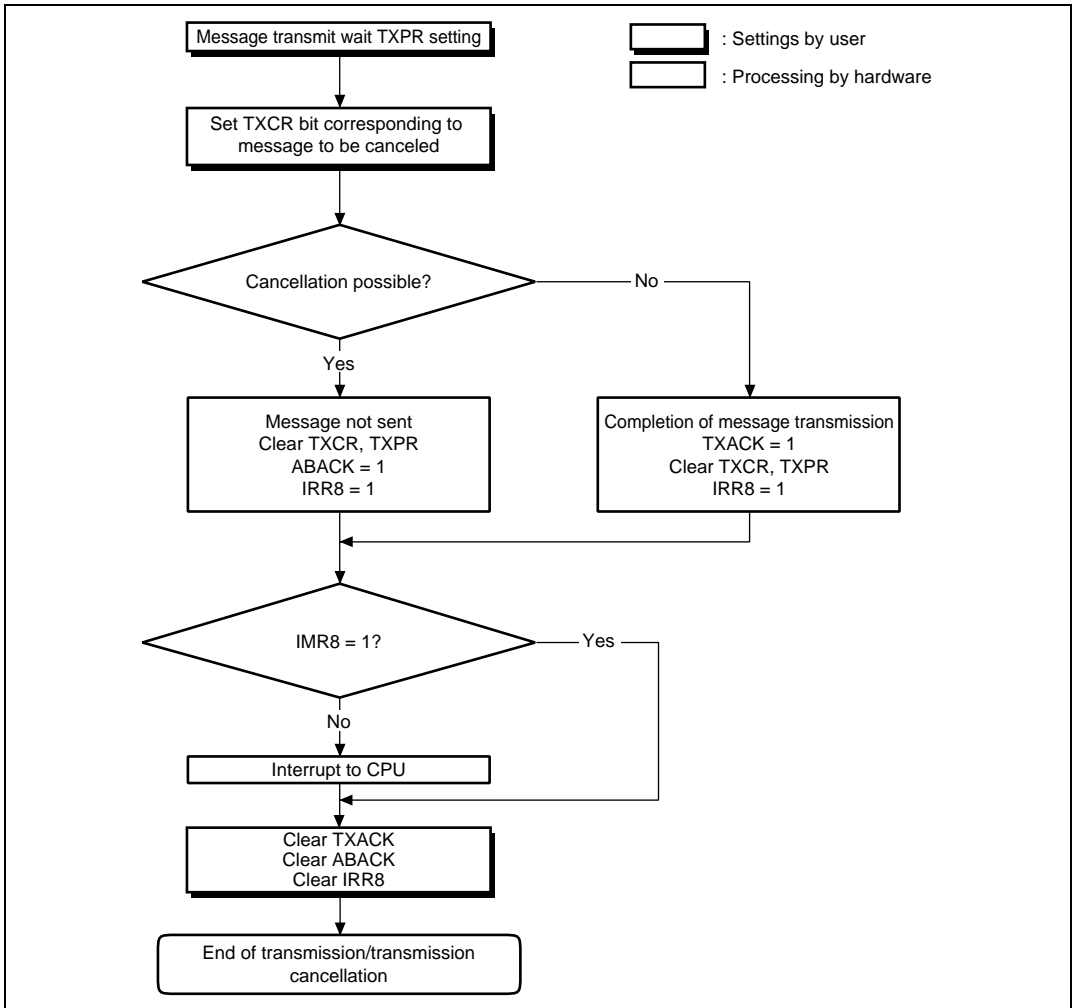 Message transmit wait TXPR setting
: Settings by user
: Processing by hardware
Set TXCR bit corresponding to
message to be canceled
Cancellation possible?
No
Yes
Message not sent
Clear TXCR, TXPR
ABACK = 1
IRR8 = 1
Completion of message transmission
TXACK = 1
Clear TXCR, TXPR
IRR8 = 1
IMR8 = 1?
Yes
No
Interrupt to CPU
Clear TXACK
Clear ABACK
Clear IRR8
End of transmission/transmission
cancellation